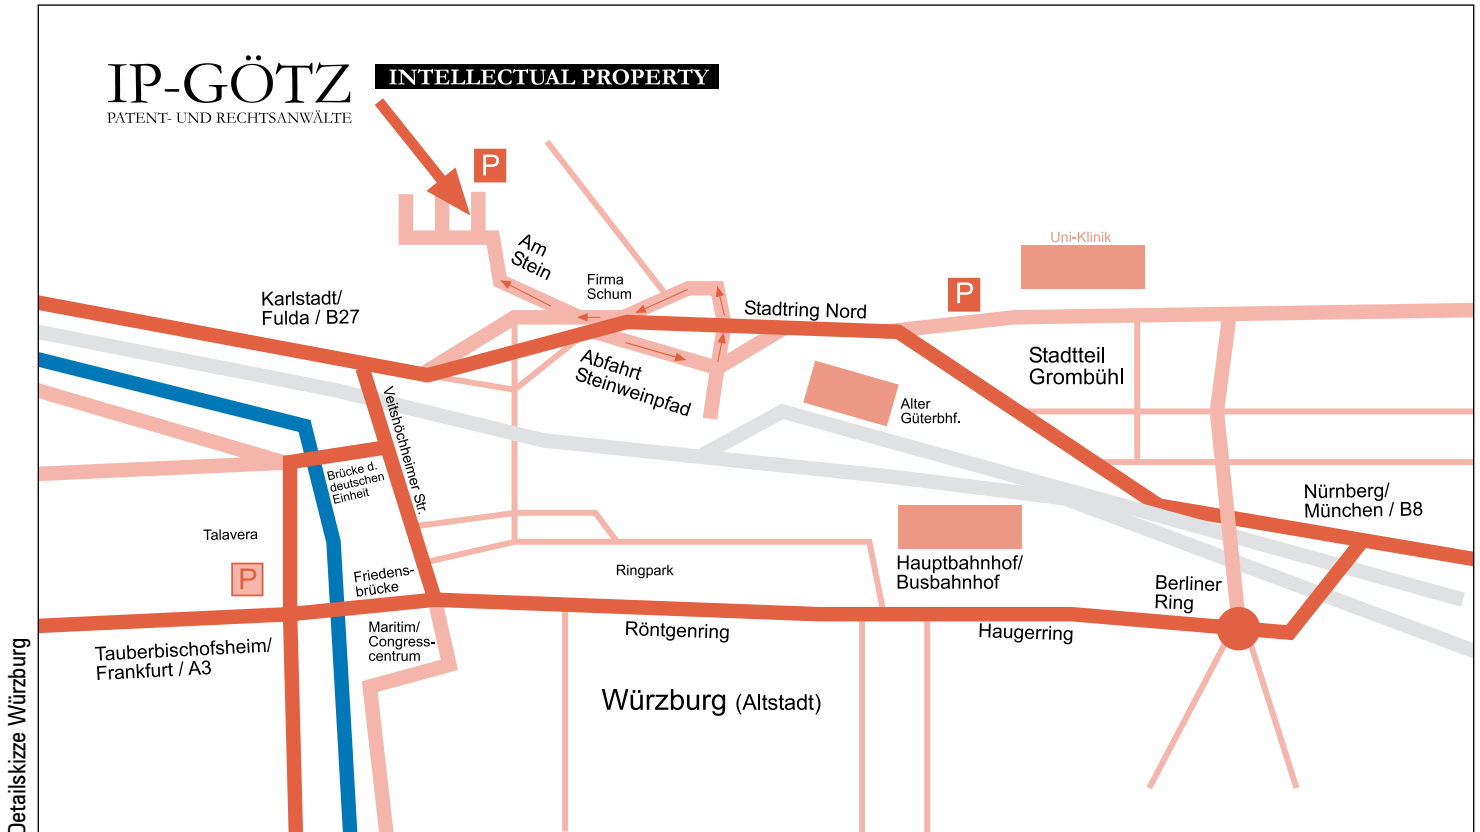 IP-GÖTZ
INTELLECTUAL PROPERTY
PATENT- UND RECHTSANWÄLTE
P
Am
Stein
Firma
Schum
Uni-Klinik
P
Karlstadt/
Fulda / B27
Stadtring Nord
Abfahrt
Steinweinpfad
Stadtteil
Grombühl
Alter
Güterbhf.
Veitshöchheimer Str.
Brücke d.
deutschen
Einheit
Nürnberg/
München / B8
Talavera
P
Friedens-
brücke
Ringpark
Hauptbahnhof/
Busbahnhof
Berliner
Ring
Maritim/
Congress-
centrum
Röntgenring
Haugerring
Tauberbischofsheim/
Frankfurt / A3
Würzburg (Altstadt)
Detailskizze Würzburg